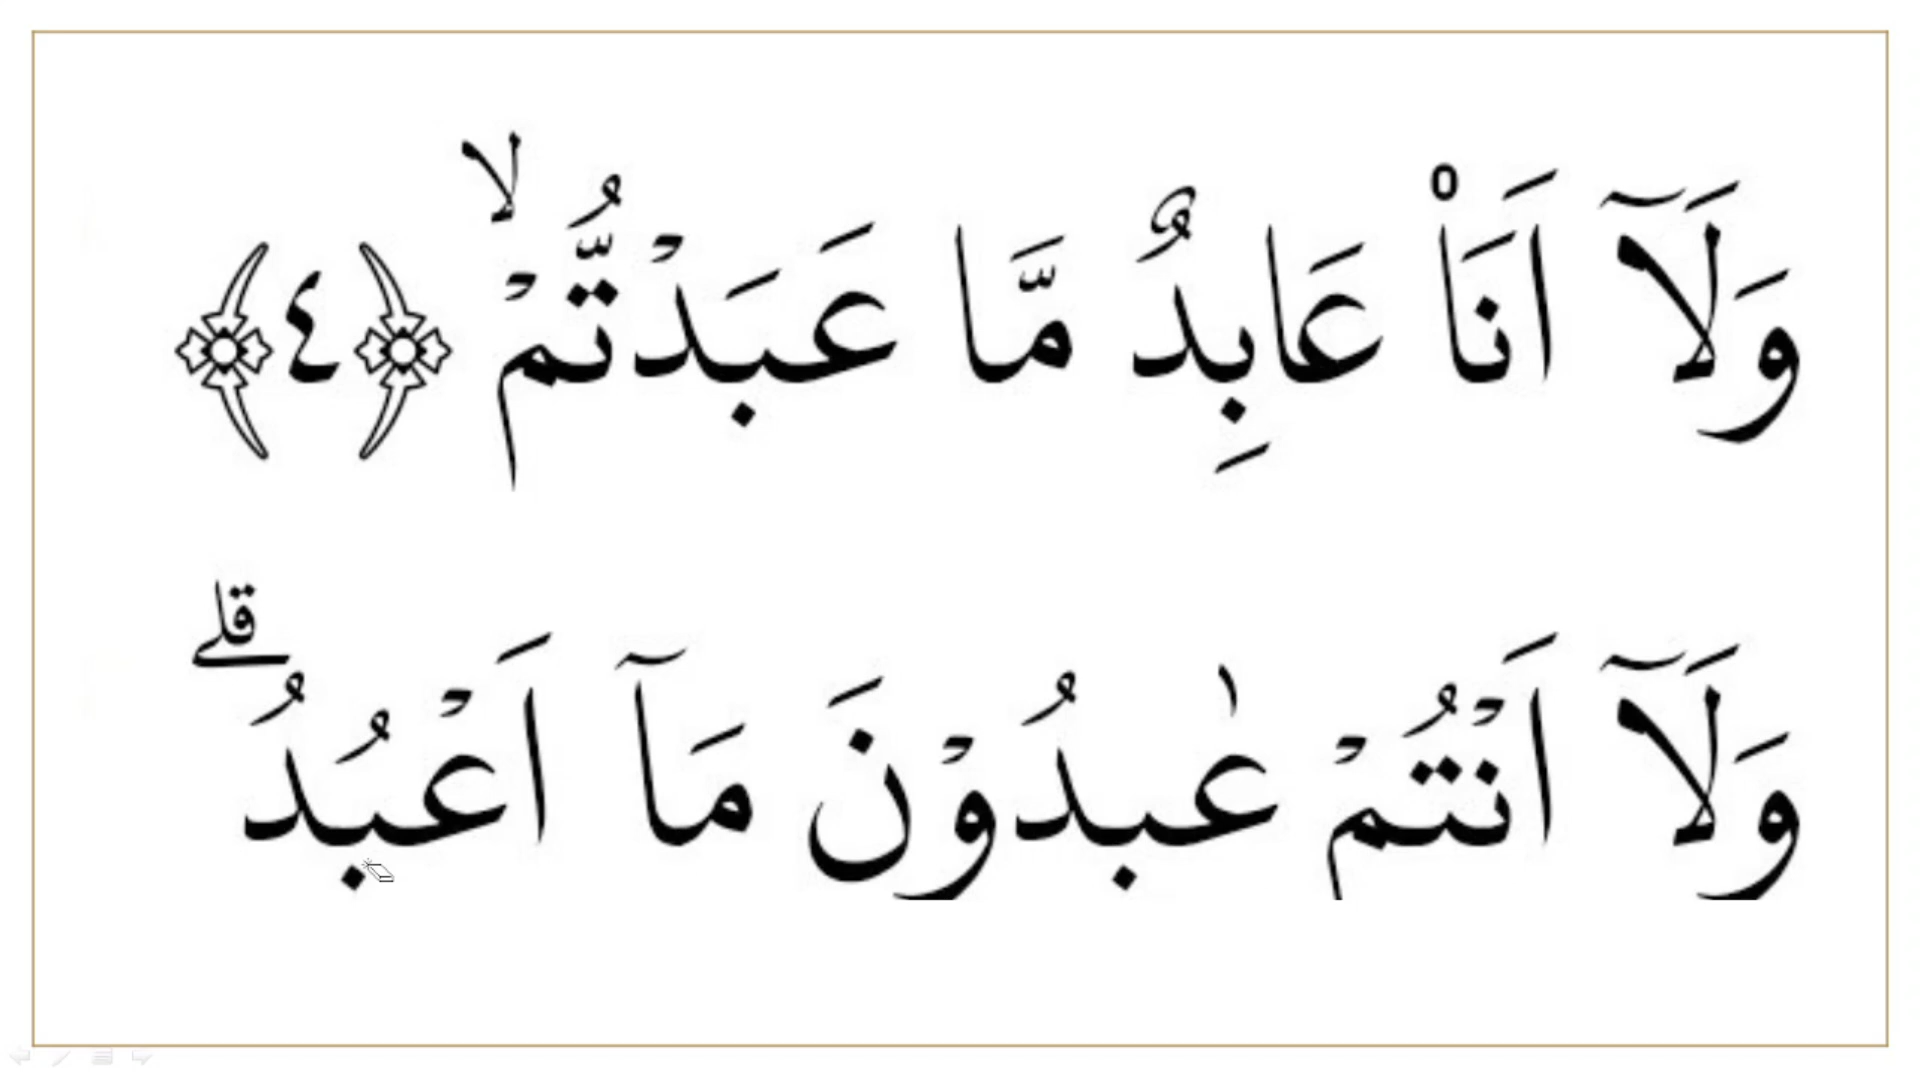 وَلَآ اَنَا۠ عَابِدٌ مَّا عَبَدْتُّمْ ۙ ﴿٤﴾
وَلَآ اَنْتُمْ عٰبِدُوْنَ مَآ اَعْبُدُ ۗ